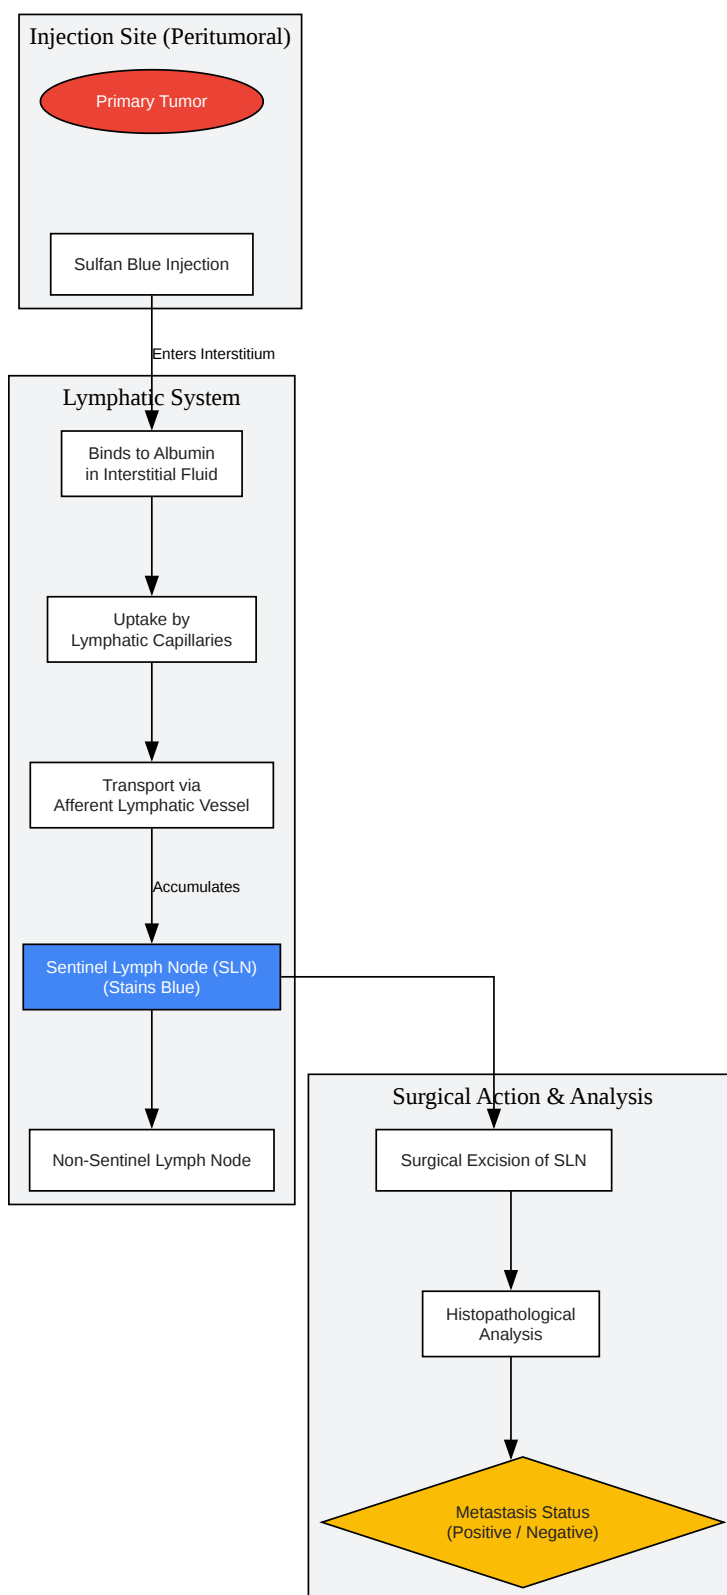 Injection Site (Peritumoral)
Primary Tumor
Sulfan Blue Injection
Enters Interstitium
Lymphatic System
Binds to Albumin
in Interstitial Fluid
Uptake by
Lymphatic Capillaries
Transport via
Afferent Lymphatic Vessel
Accumulates
Sentinel Lymph Node (SLN)
(Stains Blue)
Non-Sentinel Lymph Node
Surgical Action & Analysis
Surgical Excision of SLN
Histopathological
Analysis
Metastasis Status
(Positive / Negative)